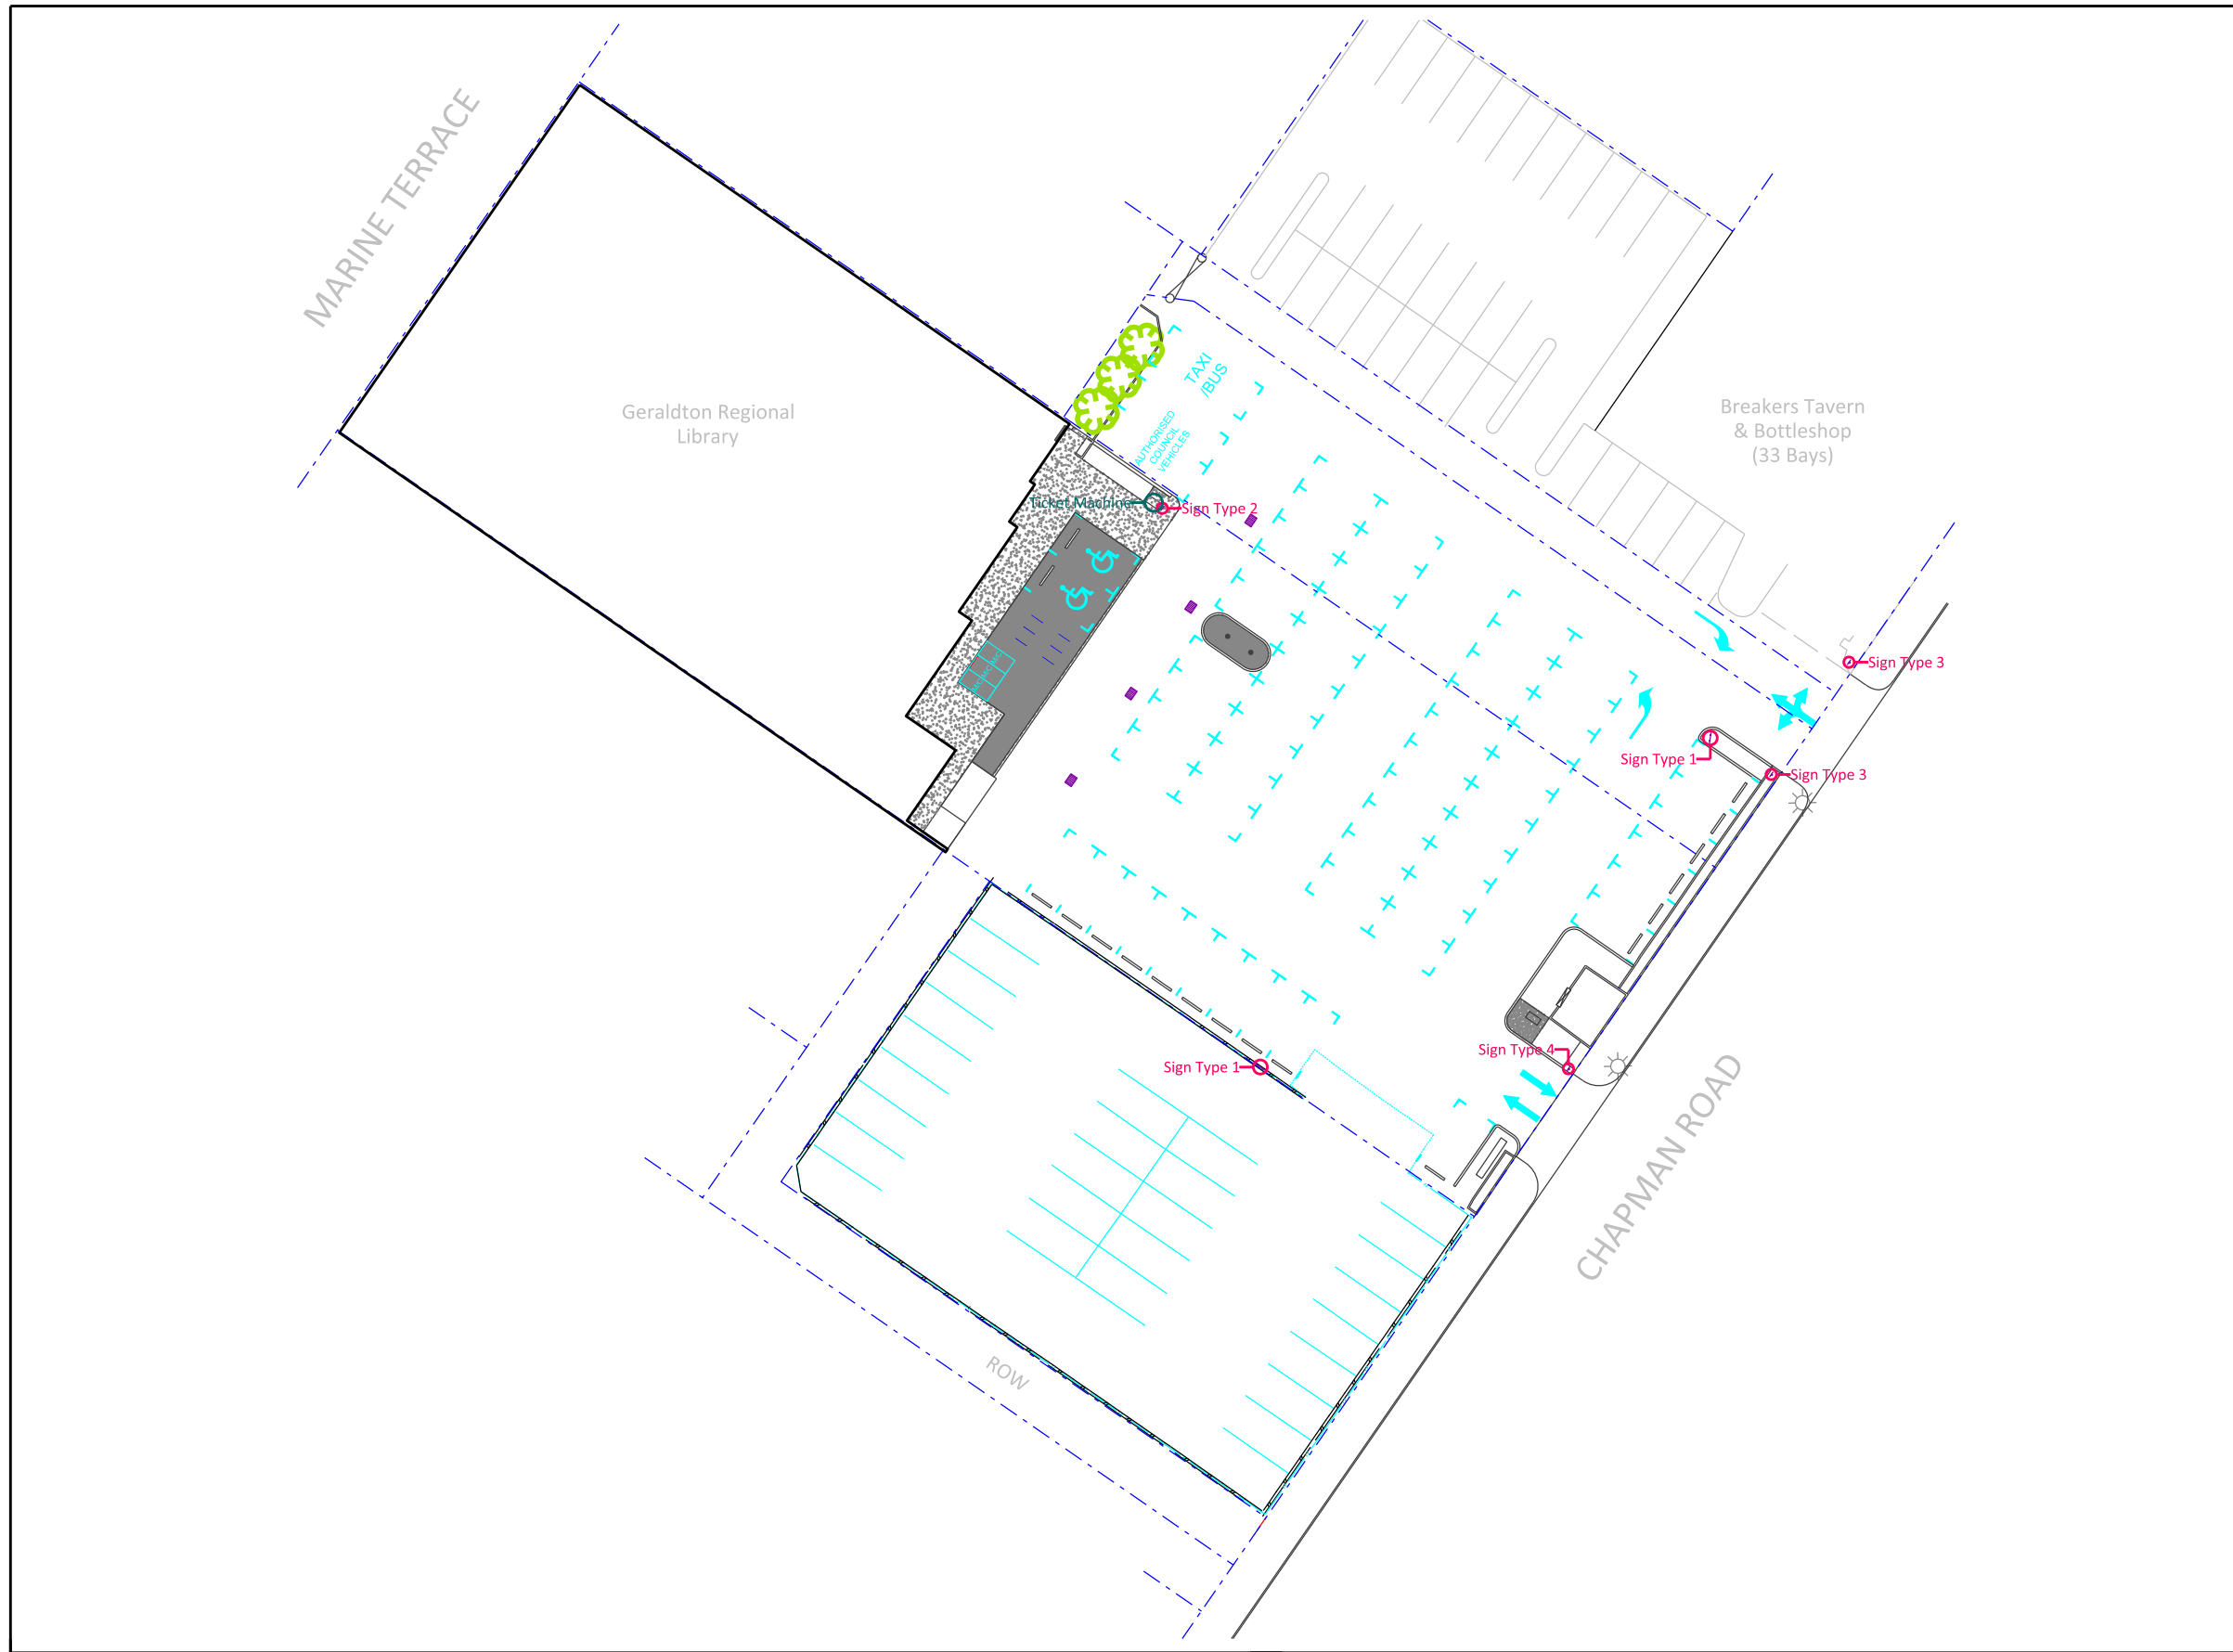 MARINE TERRACE
Geraldton Regional
Library
TAXI
/BUS
AUTHORISED
COUNCIL
VEHICLES
Ticket Machine
Sign Type 2
Breakers Tavern
& Bottleshop
(33 Bays)
Sign Type 3
Sign Type 1
Sign Type 3
Sign Type 4
Sign Type 1
CHAPMAN ROAD
ROW